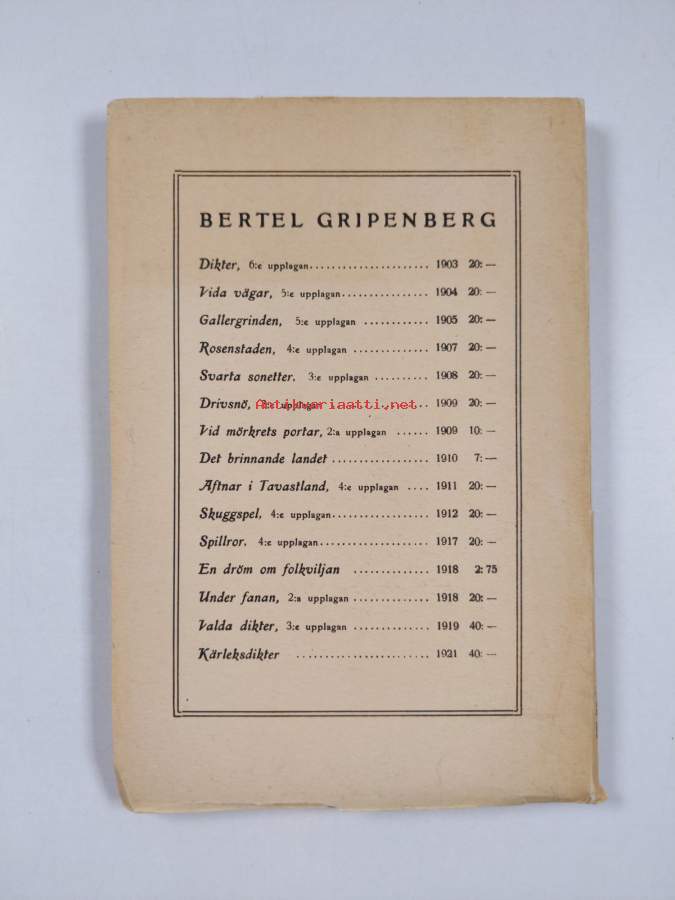 BERTEL GRIPENBERG
Dikter, 6:e upplagan...................... 1903 20:—
Vida vägar, 5:e upplagan................ 1904 20:—
Gallergrinden, 5:e upplagan ............ 1905 20:—
Rosenstaden, 4:e upplagan .............. 1907 20:—
Svarta sonetter. 3:e upplagan .......... 1908 20:—
Drivsnö, upplagan 1909 20:—
Antikvariaatti.net
Vid mörkrets portar, 2:a upplagan ...... 1909 10:—
Det brinnande landet .................. 1910 7:—
Aftnar i Tavastland, 4:e upplagan .... 1911 20:—
Skuggspel, 4:e upplagan.................. 1912 20:—
Spillror. 4:e upplagan.................... 1917 20:—
En dröm om folkviljan .............. 1918 2:75
Under fanan, 2:a upplagan .............. 1918 20:—
Valda dikter, 3:e upplagan .............. 1919 40:—
Kärleksdikter ........................ 1921 40:—